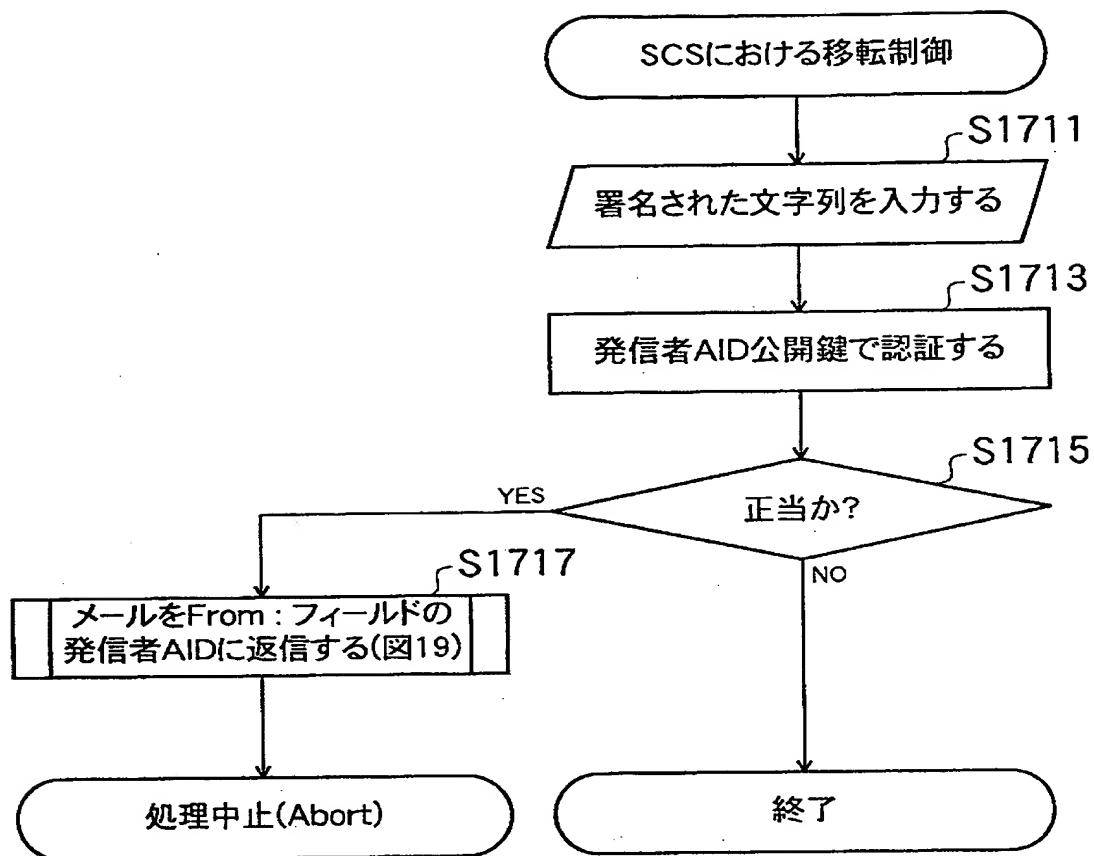 SCSにおける移転制御
S1711
署名された文字列を入力する
S1713
発信者AID公開鍵で認証する
S1715
正当か?
YES
NO
S1717
メールをFrom:フィールドの
発信者AIDに返信する(図19)
処理中止(Abort)
終了